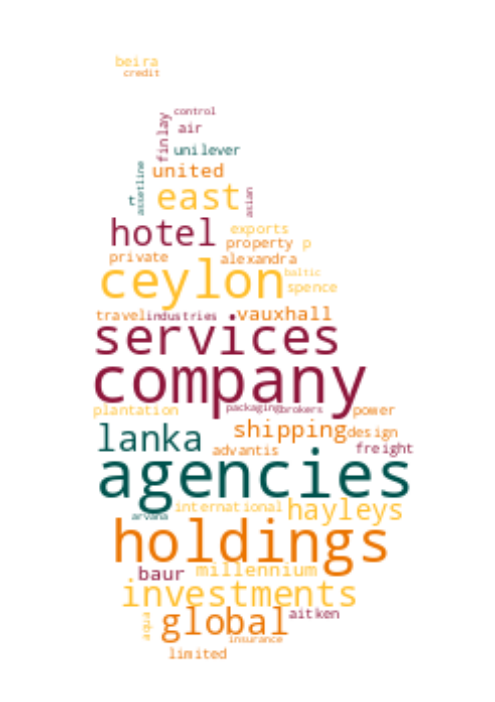 beira
credit
control
finlay
air
unilever
united
assetline
t
east
asian
hotel
exports
property p
private
alexandra
ceylon
baltic
spence
travel industries vauxhall
services
company
plantation packaging brokers power
shipping design
lanka
advantis
freight
agencies
international hayleys
arvana
holdings
baur millennium
investments
aqua
global aitken
insurance
limited